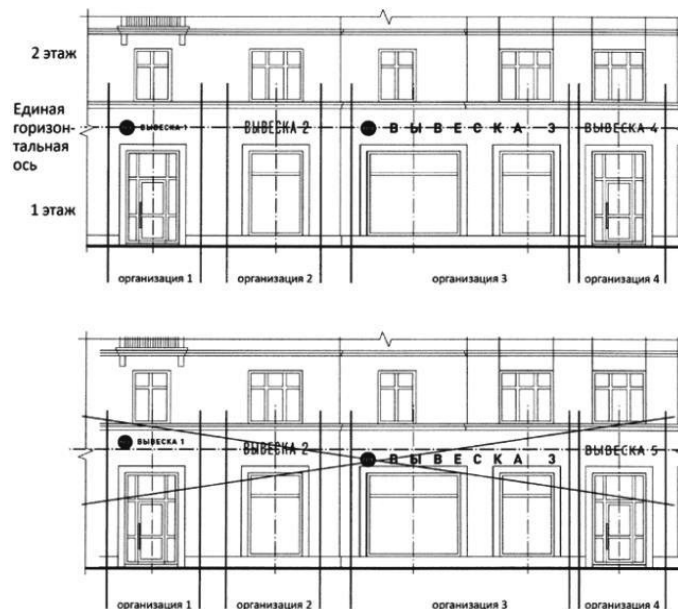 2 этаж
Единая
горизон-
тальная
ось
1 этаж
ВЫВЕСКА 1
ВЫВЕСКА 2
ВЫВЕСКА 3
ВЫВЕСКА 4
организация 1
организация 2
организация 3
организация 4
ВЫВЕСКА 1
ВЫВЕСКА 2
ВЫВЕСКА 3
ВЫВЕСКА 5
организация 1
организация 2
организация 3
организация 4